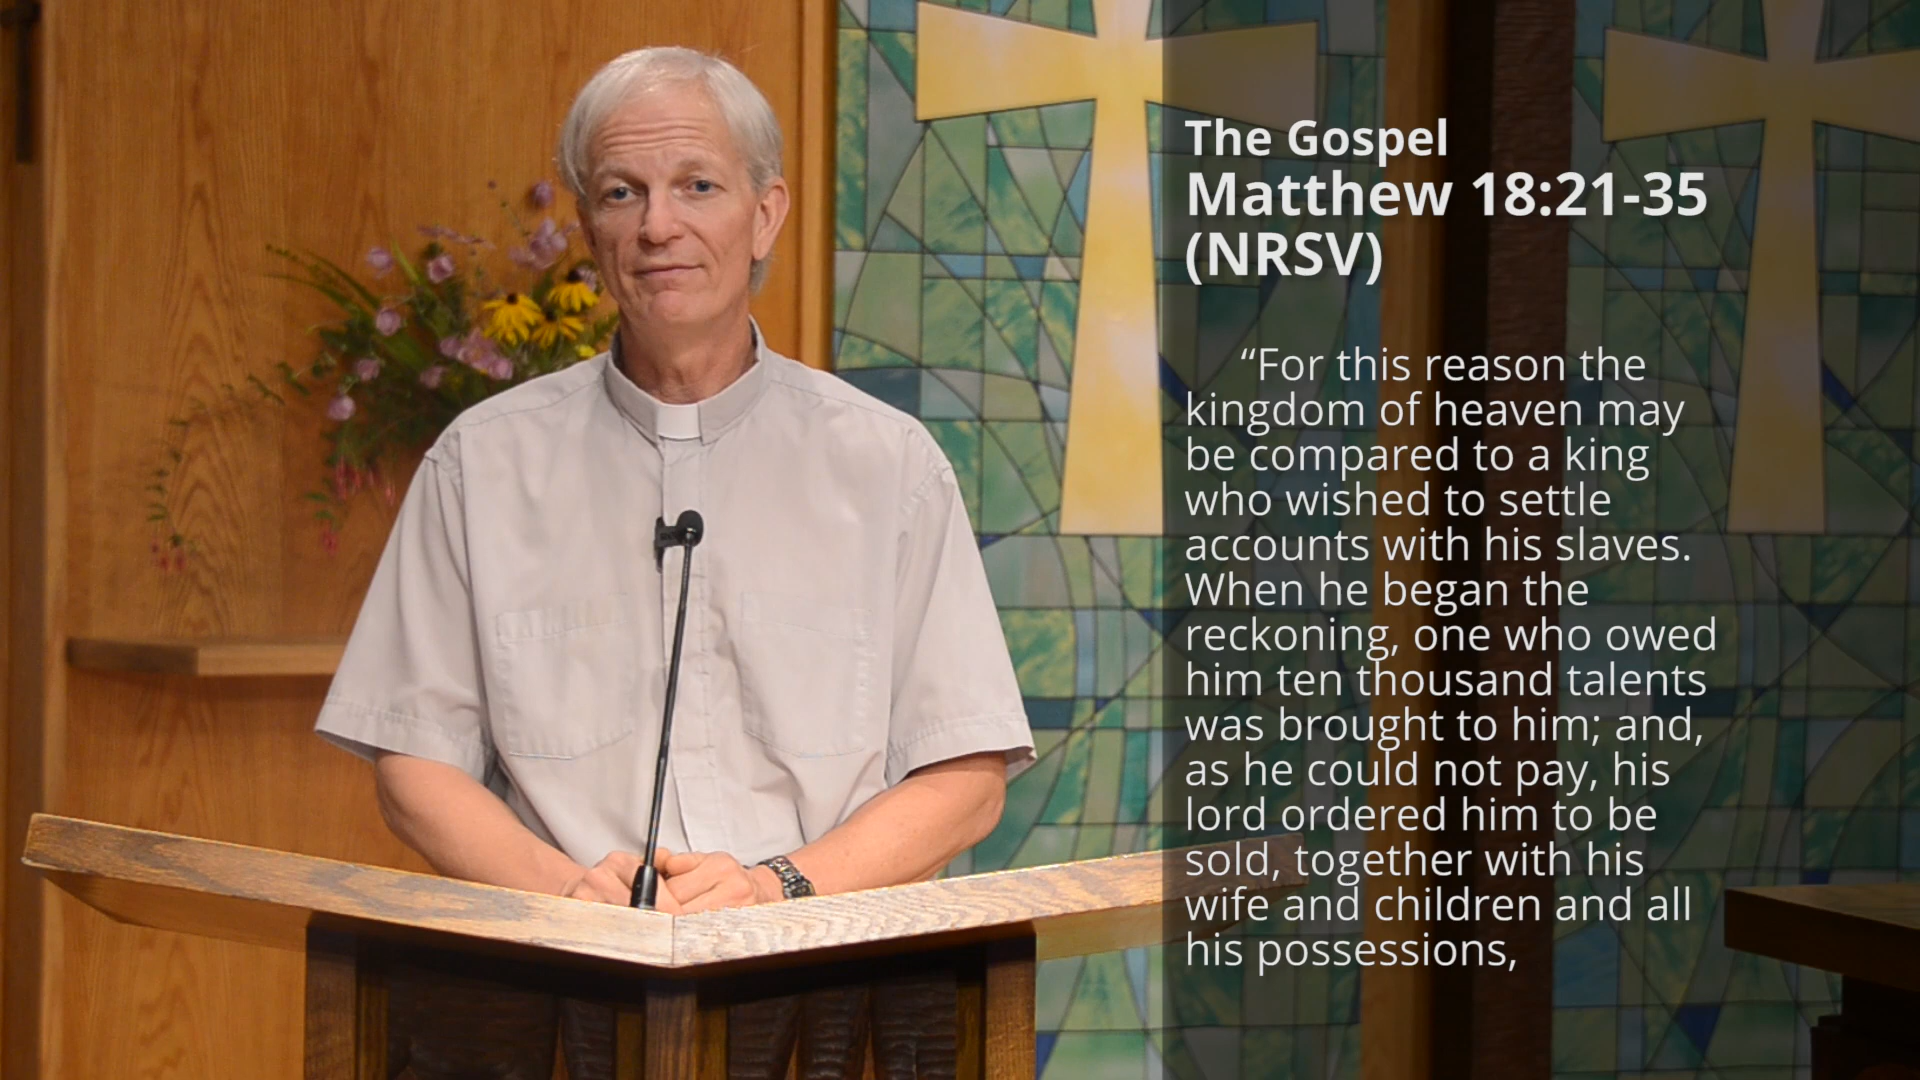 The Gospel
Matthew 18:21-35
(NRSV)
“For this reason the
kingdom of heaven may
be compared to a king
who wished to settle
accounts with his slaves.
When he began the
reckoning, one who owed
him ten thousand talents
was brought to him; and,
as he could not pay, his
lord ordered him to be
sold, together with his
wife and children and all
his possessions,